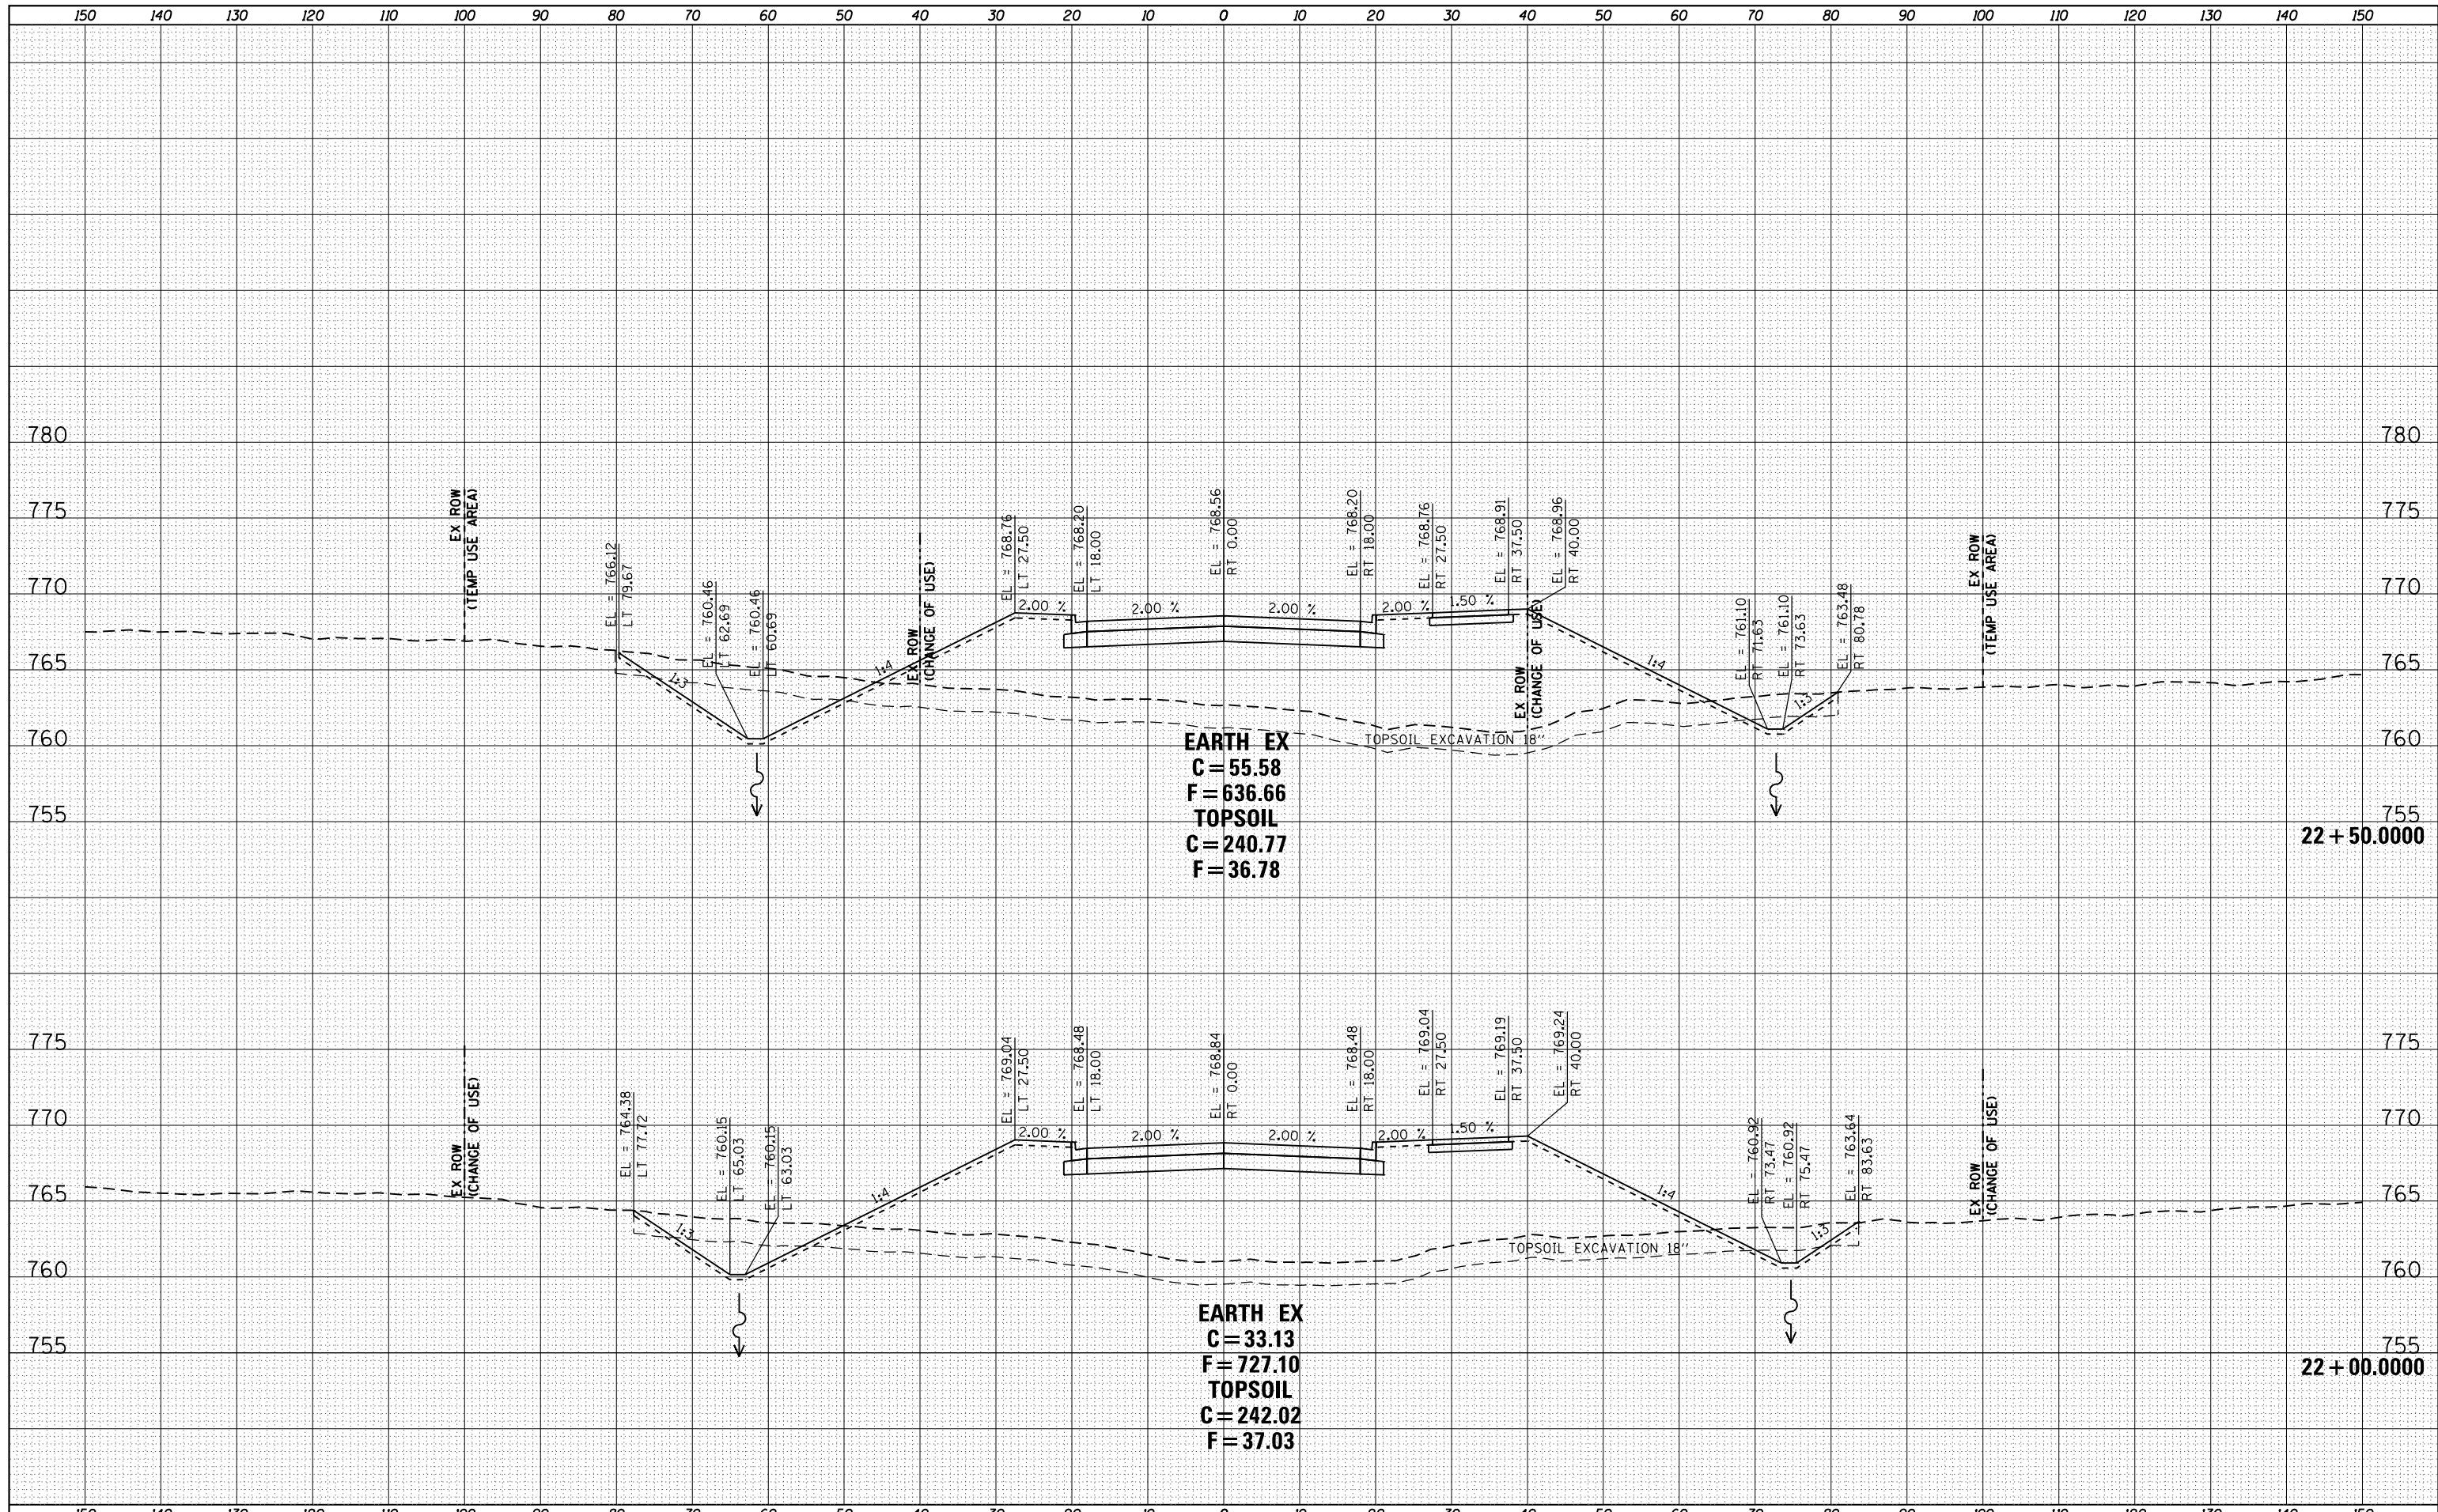 150 140 130 120 110 100 90 80 70 60 50 40 30 20 10 0 10 20 30 40 50 60 70 80 90 100 110 120 130 140 150
780 780
775 775
770 770
765 765
760 760
755 755
EX ROW
(TEMP USE AREA)
EL = 766.12
LT 79.67
EL = 760.46
LT 62.69
EL = 760.46
LT 60.69
EX ROW
(CHANGE OF USE)
EL = 768.76
LT 27.50
EL = 768.20
LT 18.00
EL = 768.56
RT 0.00
EL = 768.20
RT 18.00
EL = 768.76
RT 27.50
EL = 768.91
RT 37.50
EL = 768.96
RT 40.00
EX ROW
(CHANGE OF USE)
EL = 761.10
RT 71.63
EL = 761.10
RT 73.63
EL = 763.48
RT 80.78
EX ROW
(TEMP USE AREA)
1:3
1:4
2.00 %
2.00 %
2.00 %
2.00 %
1.50 %
1:4
1:3
TOPSOIL EXCAVATION 18"
EARTH EX
C = 55.58
F = 636.66
TOPSOIL
C = 240.77
F = 36.78
22 + 50.0000
775 775
770 770
765 765
760 760
755 755
EX ROW
(CHANGE OF USE)
EL = 764.38
LT 77.72
EL = 760.15
LT 65.03
EL = 760.15
LT 63.03
EL = 769.04
LT 27.50
EL = 768.48
LT 18.00
EL = 768.84
RT 0.00
EL = 768.48
RT 18.00
EL = 769.04
RT 27.50
EL = 769.19
RT 37.50
EL = 769.24
RT 40.00
EL = 760.92
RT 73.47
EL = 760.92
RT 75.47
EL = 763.64
RT 83.63
EX ROW
(CHANGE OF USE)
1:3
1:4
2.00 %
2.00 %
2.00 %
2.00 %
1.50 %
1:4
1:3
TOPSOIL EXCAVATION 18"
EARTH EX
C = 33.13
F = 727.10
TOPSOIL
C = 242.02
F = 37.03
22 + 00.0000